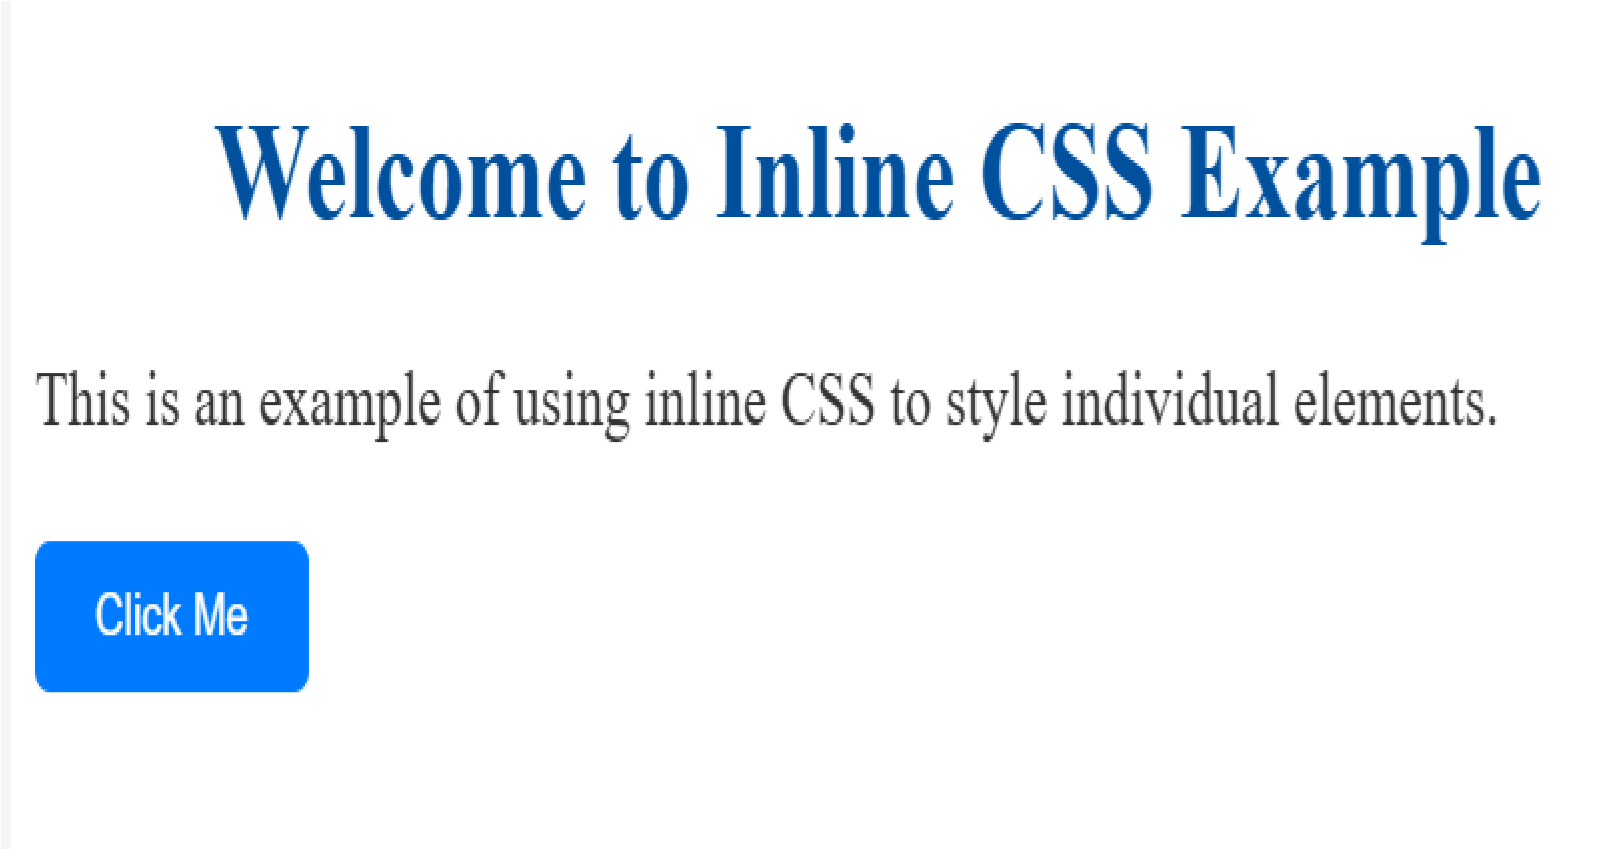 Welcome to Inline CSS Example
This is an example of using inline CSS to style individual elements.
Click Me